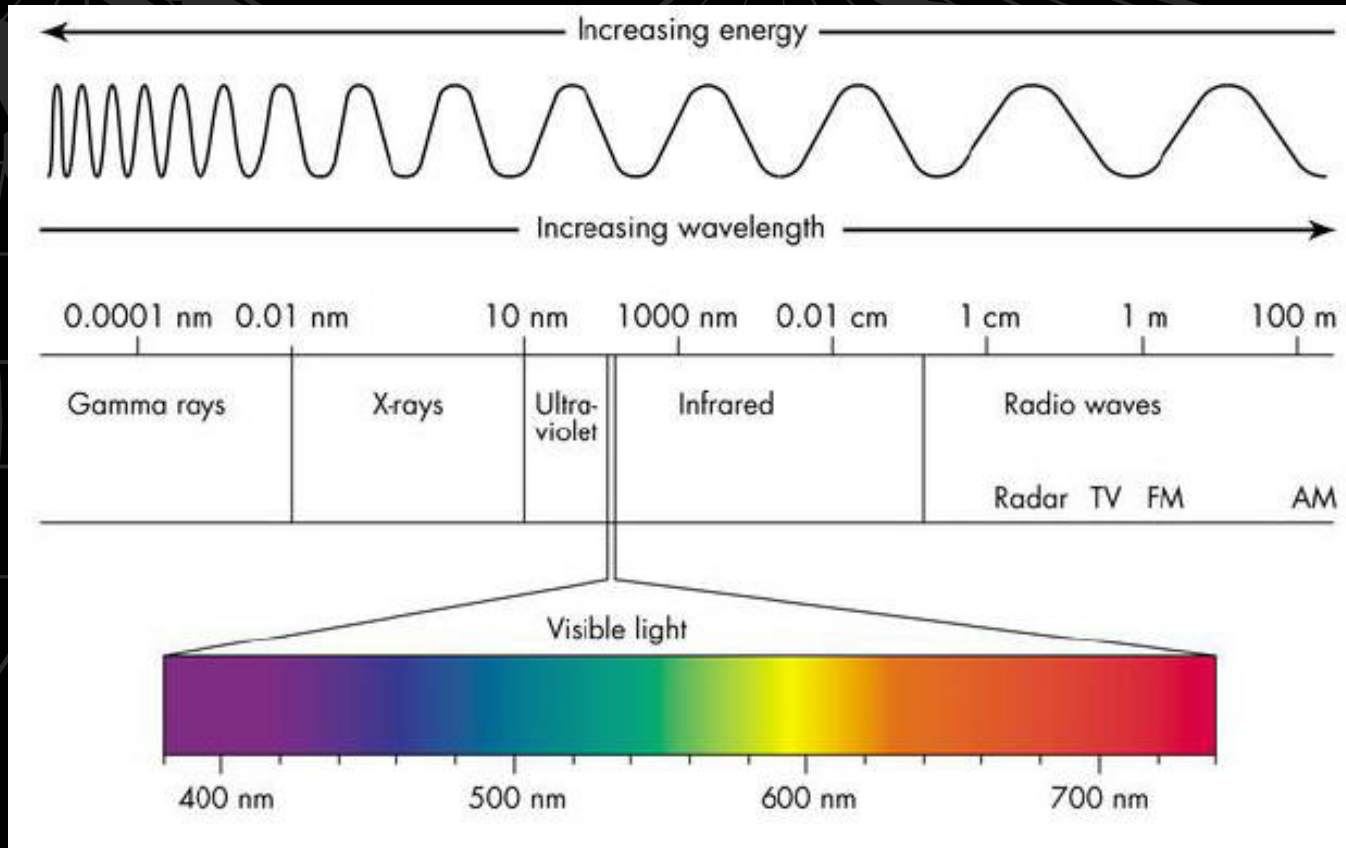 Increasing energy
Increasing wavelength
0.0001 nm 0.01 nm 10 nm 1000 nm 0.01 cm 1 cm 1 m 100 m
Gamma rays X-rays Ultra- Infrared Radio waves
violet
Radar TV FM AM
Visible light
400 nm 500 nm 600 nm 700 nm